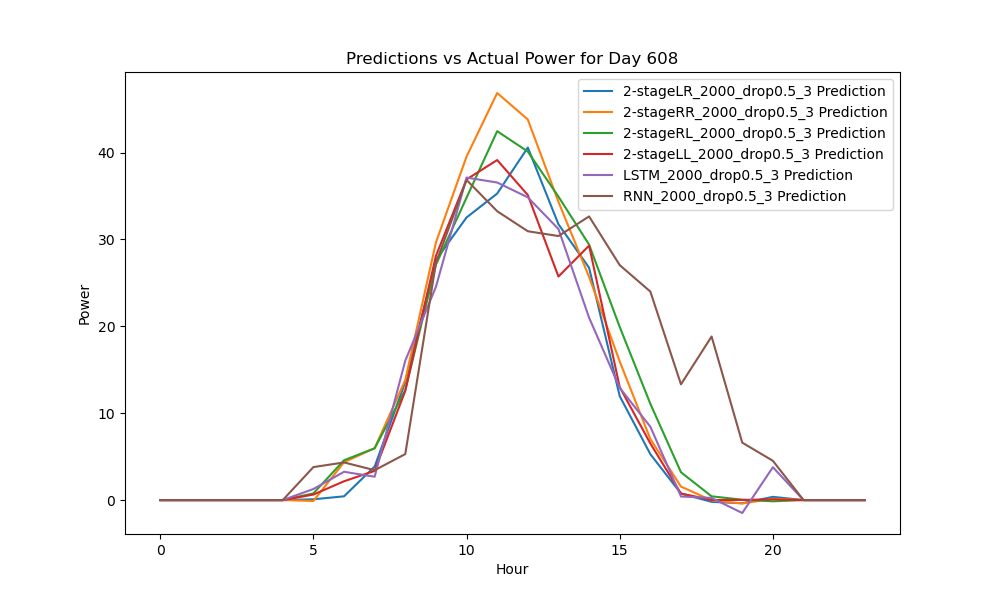 Predictions vs Actual Power for Day 608
2-stageLR_2000_drop0.5_3 Prediction
2-stageRR_2000_drop0.5_3 Prediction
2-stageRL_2000_drop0.5_3 Prediction
2-stageLL_2000_drop0.5_3 Prediction
LSTM_2000_drop0.5_3 Prediction
RNN_2000_drop0.5_3 Prediction
Power
40
30
20
10
0
0 5 10 15 20
Hour